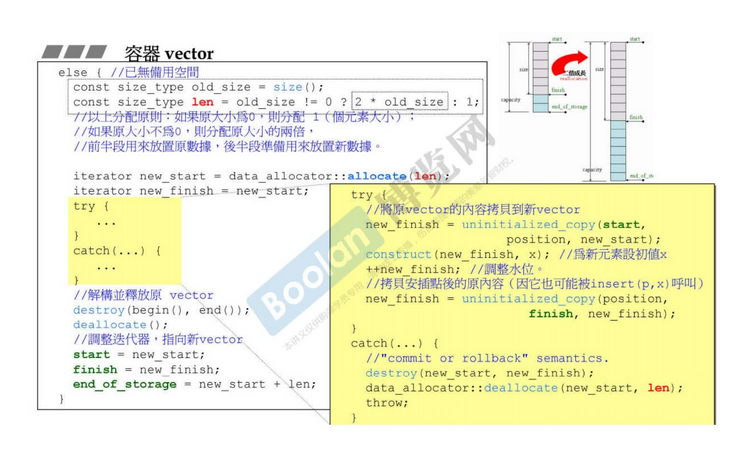 容器 vector
else { //已無備用空間
const size_type old_size = size();
const size_type len = old_size != 0 ? 2 * old_size : 1;
//以上分配原則：如果原大小爲0，則分配 1（個元素大小）；
//如果原大小不爲0，則分配原大小的兩倍，
//前半段用來放置原數據，後半段準備用來放置新數據。
iterator new_start = data_allocator::allocate(len);
iterator new_finish = new_start;
try {
...
}
catch(...) {
...
}
//解構並釋放原 vector
destroy(begin(), end());
deallocate();
//調整迭代器，指向新vector
start = new_start;
finish = new_finish;
end_of_storage = new_start + len;
}
try {
//將原vector的內容拷貝到新vector
new_finish = uninitialized_copy(start,
position, new_start);
construct(new_finish, x); //爲新元素設初值x
++new_finish; //調整水位。
//拷貝安插點後的原內容（因它也可能被insert(p,x)呼叫）
new_finish = uninitialized_copy(position,
finish, new_finish);
}
catch(...) {
//"commit or rollback" semantics.
destroy(new_start, new_finish);
data_allocator::deallocate(new_start, len);
throw;
}
start
size
finish
capacity
end_of_storage
二倍成長
reallocation
start
size
finish
capacity
end_of_s
Boolan
博览网